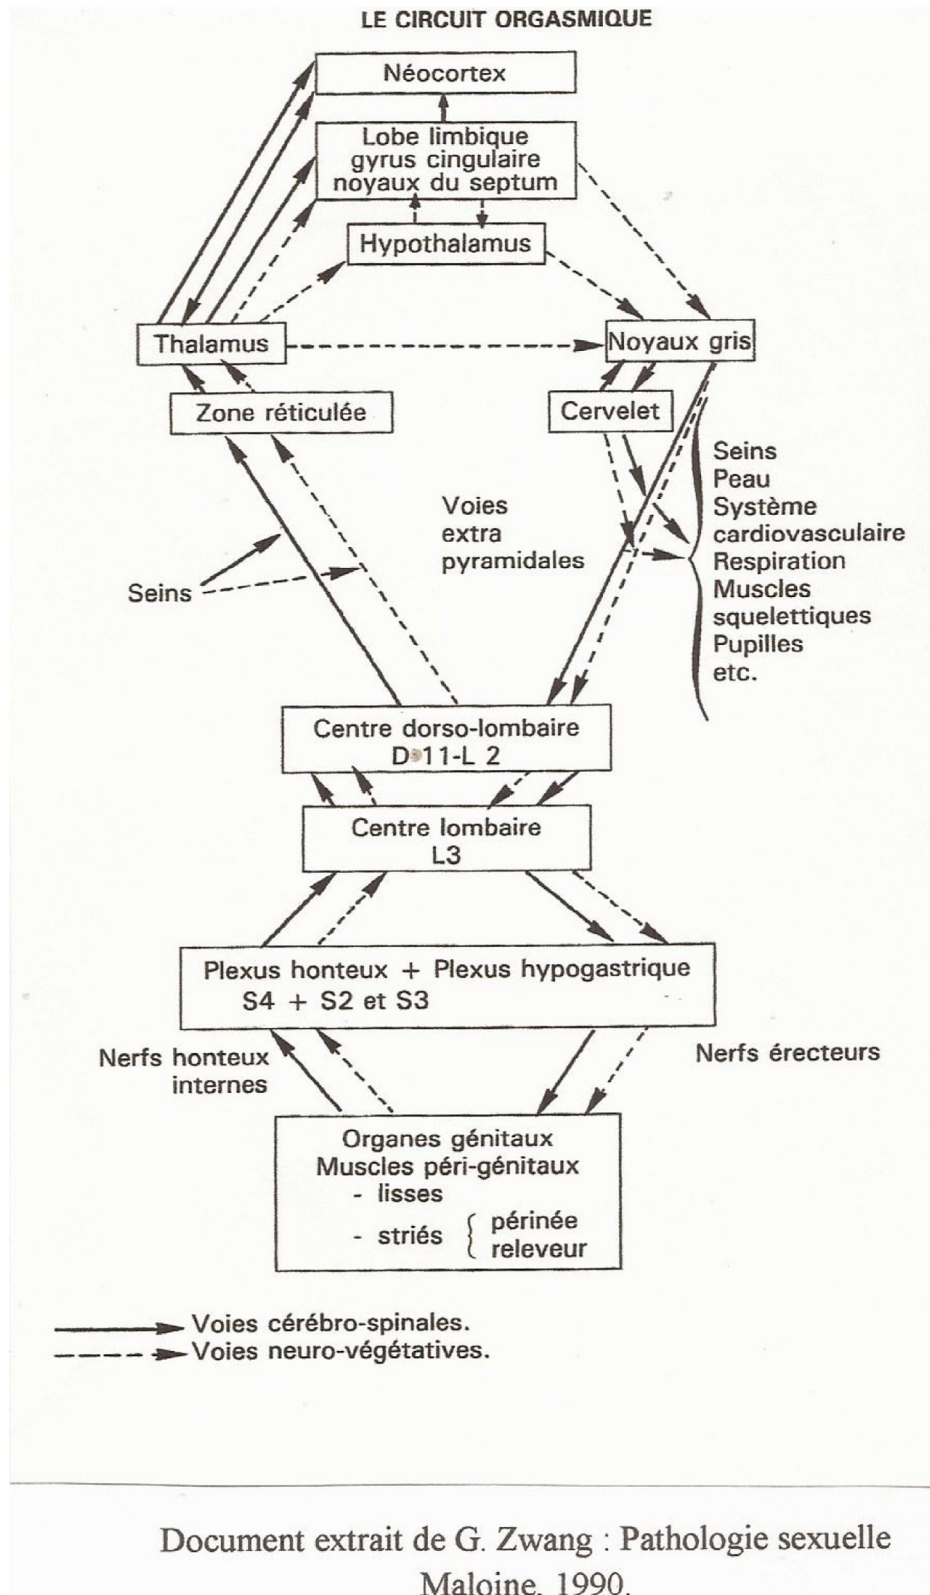 LE CIRCUIT ORGASMIQUE
Néocortex
Lobe limbique
gyrus cingulaire
noyaux du septum
Hypothalamus
Thalamus
Noyaux gris
Zone réticulée
Cervelet
Seins
Peau
Système
cardiovasculaire
Respiration
Muscles
squelettiques
Pupilles
etc.
Voies
extra
pyramidales
Seins
Centre dorso-lombaire
D 11-L 2
Centre lombaire
L3
Plexus honteux + Plexus hypogastrique
S4 + S2 et S3
Nerfs honteux
internes
Nerfs érecteurs
Organes génitaux
Muscles péri-génitaux
- lisses
- striés { périnée
releveur
Voies cérébro-spinales.
Voies neuro-végétatives.
Document extrait de G. Zwang : Pathologie sexuelle
Maloine, 1990.